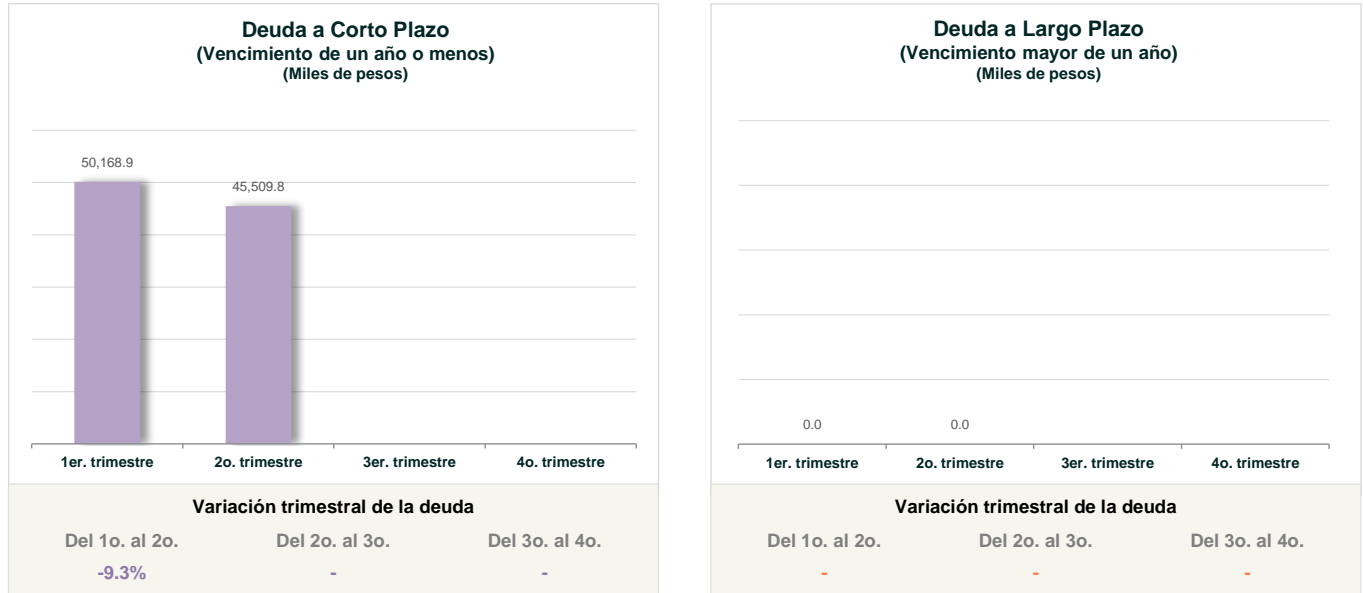 Deuda a Corto Plazo
(Vencimiento de un año o menos)
(Miles de pesos)
50,168.9
45,509.8
1er. trimestre 2o. trimestre 3er. trimestre 4o. trimestre
Variación trimestral de la deuda
Del 1o. al 2o. Del 2o. al 3o. Del 3o. al 4o.
-9.3% - -
Deuda a Largo Plazo
(Vencimiento mayor de un año)
(Miles de pesos)
0.0 0.0
1er. trimestre 2o. trimestre 3er. trimestre 4o. trimestre
Variación trimestral de la deuda
Del 1o. al 2o. Del 2o. al 3o. Del 3o. al 4o.
- - -